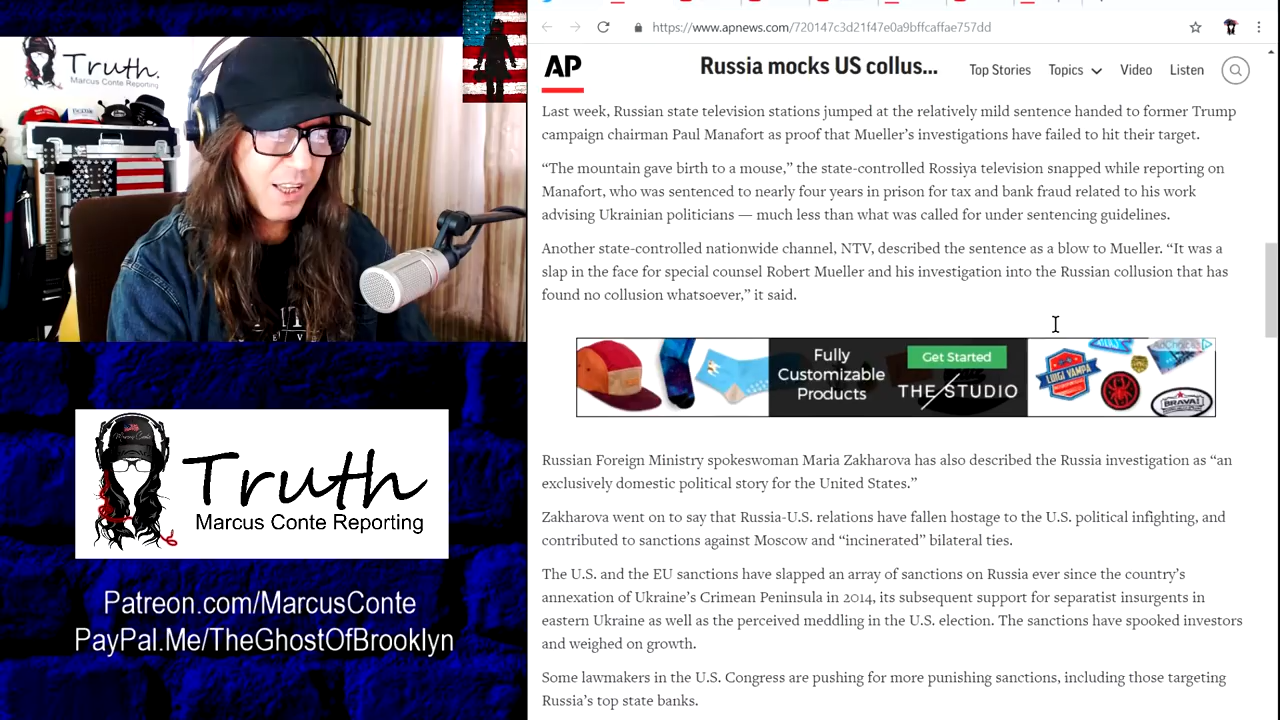 Truth.
Marcus Conte Reporting
Truth
Marcus Conte Reporting
Patreon.com/MarcusConte
PayPal.Me/TheGhostOfBrooklyn
AP
Russia mocks US collus...
Top Stories
Topics
Video
Listen
Last week, Russian state television stations jumped at the relatively mild sentence handed to former Trump
campaign chairman Paul Manafort as proof that Mueller’s investigations have failed to hit their target.
“The mountain gave birth to a mouse,” the state-controlled Rossiya television snapped while reporting on
Manafort, who was sentenced to nearly four years in prison for tax and bank fraud related to his work
advising Ukrainian politicians — much less than what was called for under sentencing guidelines.
Another state-controlled nationwide channel, NTV, described the sentence as a blow to Mueller. “It was a
slap in the face for special counsel Robert Mueller and his investigation into the Russian collusion that has
found no collusion whatsoever,” it said.
Fully
Customizable
Products
Get Started
THE STUDIO
LUIGI VAMPA
BRAVA!
Russian Foreign Ministry spokeswoman Maria Zakharova has also described the Russia investigation as “an
exclusively domestic political story for the United States.”
Zakharova went on to say that Russia-U.S. relations have fallen hostage to the U.S. political infighting, and
contributed to sanctions against Moscow and “incinerated” bilateral ties.
The U.S. and the EU sanctions have slapped an array of sanctions on Russia ever since the country’s
annexation of Ukraine’s Crimean Peninsula in 2014, its subsequent support for separatist insurgents in
eastern Ukraine as well as the perceived meddling in the U.S. election. The sanctions have spooked investors
and weighed on growth.
Some lawmakers in the U.S. Congress are pushing for more punishing sanctions, including those targeting
Russia’s top state banks.